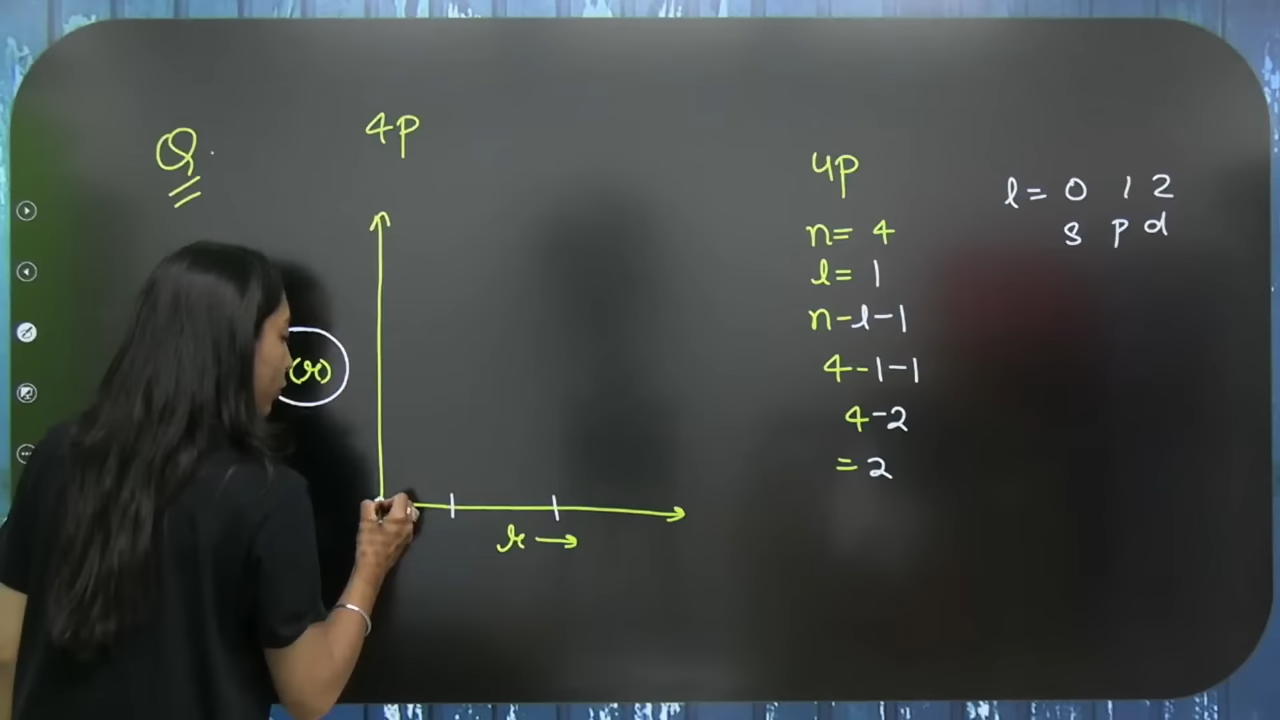 Q
4p
(r)
r →
4p
n= 4
l= 1
n-l-1
4-1-1
4-2
= 2
l= 0 1 2
s p d